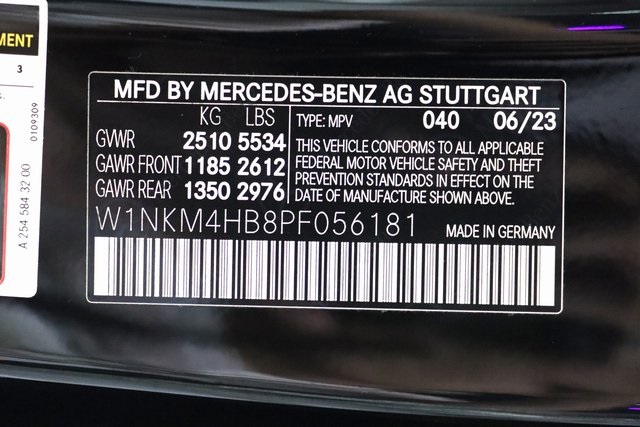 MENT
3
0109309
A 254 584 32 00
MFD BY MERCEDES-BENZ AG STUTTGART
KG LBS
TYPE: MPV 040 06/23
GVWR 2510 5534
GAWR FRONT 1185 2612
GAWR REAR 1350 2976
THIS VEHICLE CONFORMS TO ALL APPLICABLE
FEDERAL MOTOR VEHICLE SAFETY AND THEFT
PREVENTION STANDARDS IN EFFECT ON THE
DATE OF MANUFACTURE SHOWN ABOVE.
W1NKM4HB8PF056181
MADE IN GERMANY